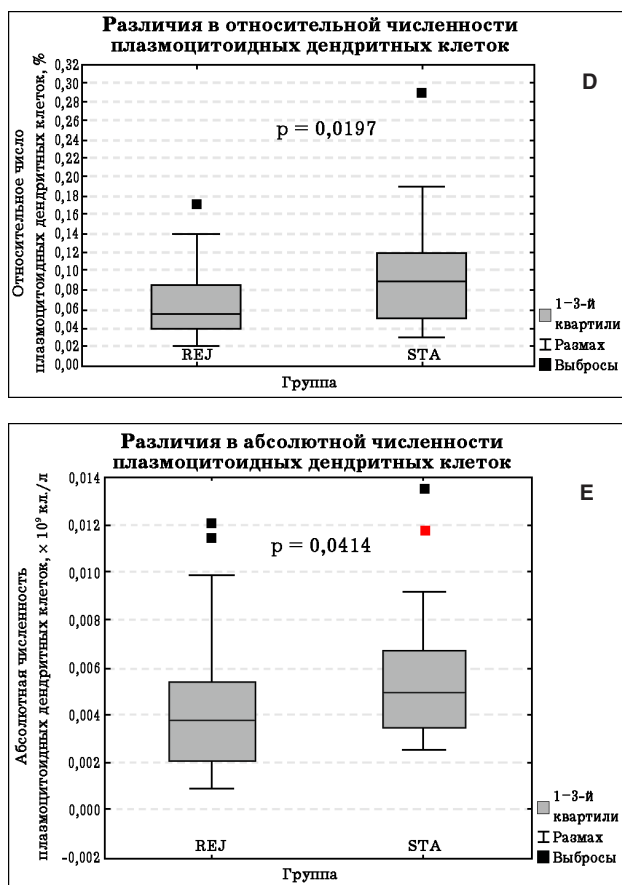 Различия в относительной численности
плазмоцитоидных дендритных клеток
D
Относительное число
плазмоцитоидных дендритных клеток, %
0,32
0,30
0,28
0,26
0,24
0,22
0,20
0,18
0,16
0,14
0,12
0,10
0,08
0,06
0,04
0,02
0,00
p = 0,0197
REJ
STA
Группа
1–3-й
квартили
Размах
Выбросы
Различия в абсолютной численности
плазмоцитоидных дендритных клеток
E
Абсолютная численность
плазмоцитоидных дендритных клеток, × 10⁹ кл./л
0,014
0,012
0,010
0,008
0,006
0,004
0,002
0,000
-0,002
p = 0,0414
REJ
STA
Группа
1–3-й
квартили
Размах
Выбросы